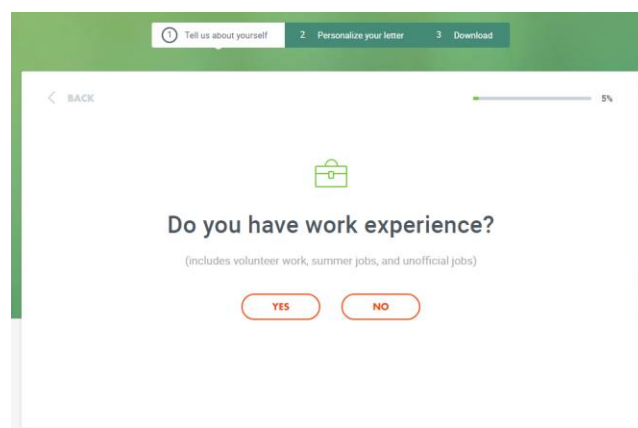 1 Tell us about yourself 2 Personalize your letter 3 Download
BACK 5%
Do you have work experience?
(includes volunteer work, summer jobs, and unofficial jobs)
YES NO